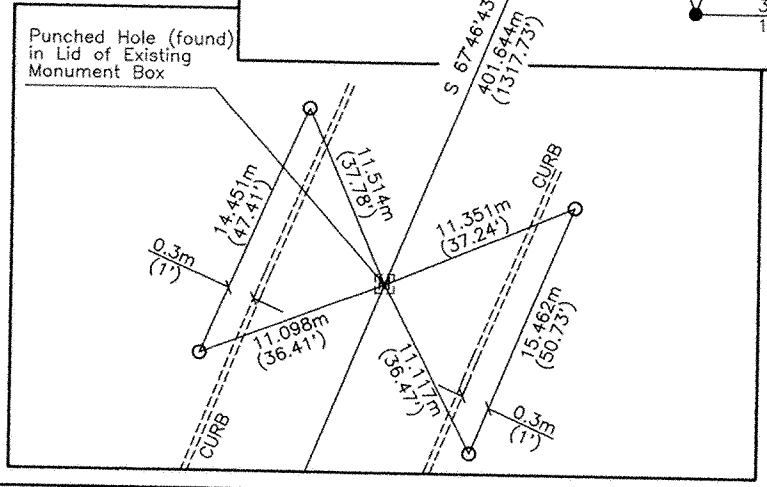 Punched Hole (found)
in Lid of Existing
Monument Box
S 67°46'43
401.644m
(1317.73')
3
1
11.514m
(37.78')
14.451m
(47.41')
0.3m
(1')
CURB
11.351m
(37.24')
11.098m
(36.41')
11.117m
(36.47')
15.462m
(50.73')
0.3m
(1')
CURB